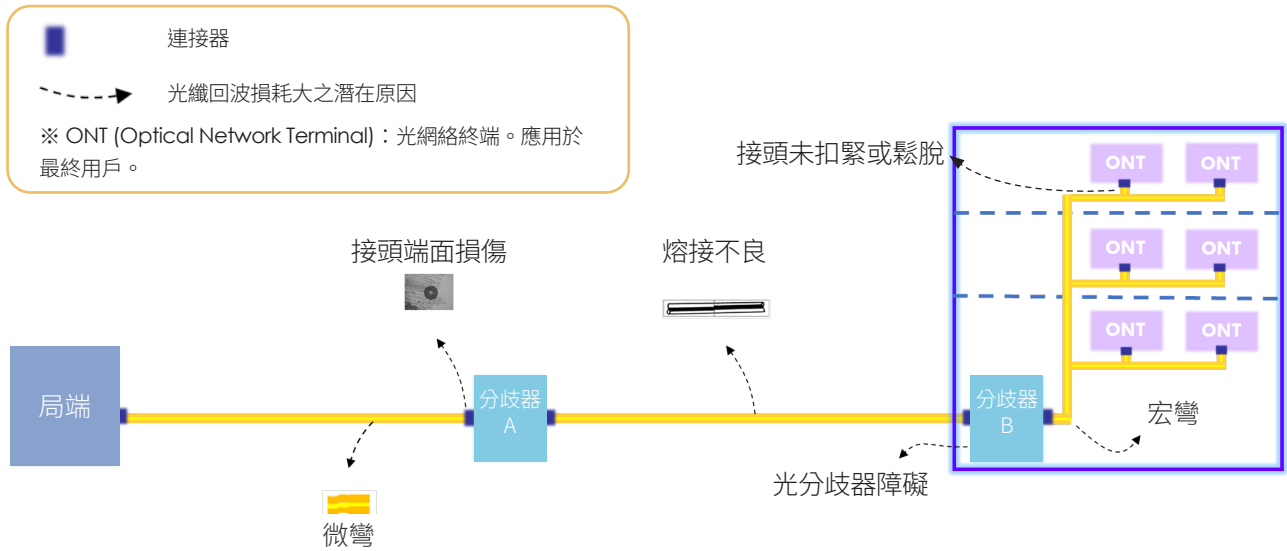 連接器
光纖回波損耗大之潛在原因
※ ONT (Optical Network Terminal)：光網絡終端。應用於
最終用戶。
接頭未扣緊或鬆脫
ONT
ONT
接頭端面損傷
熔接不良
ONT
ONT
ONT
ONT
局端
分歧器
A
分歧器
B
宏彎
光分歧器障礙
微彎